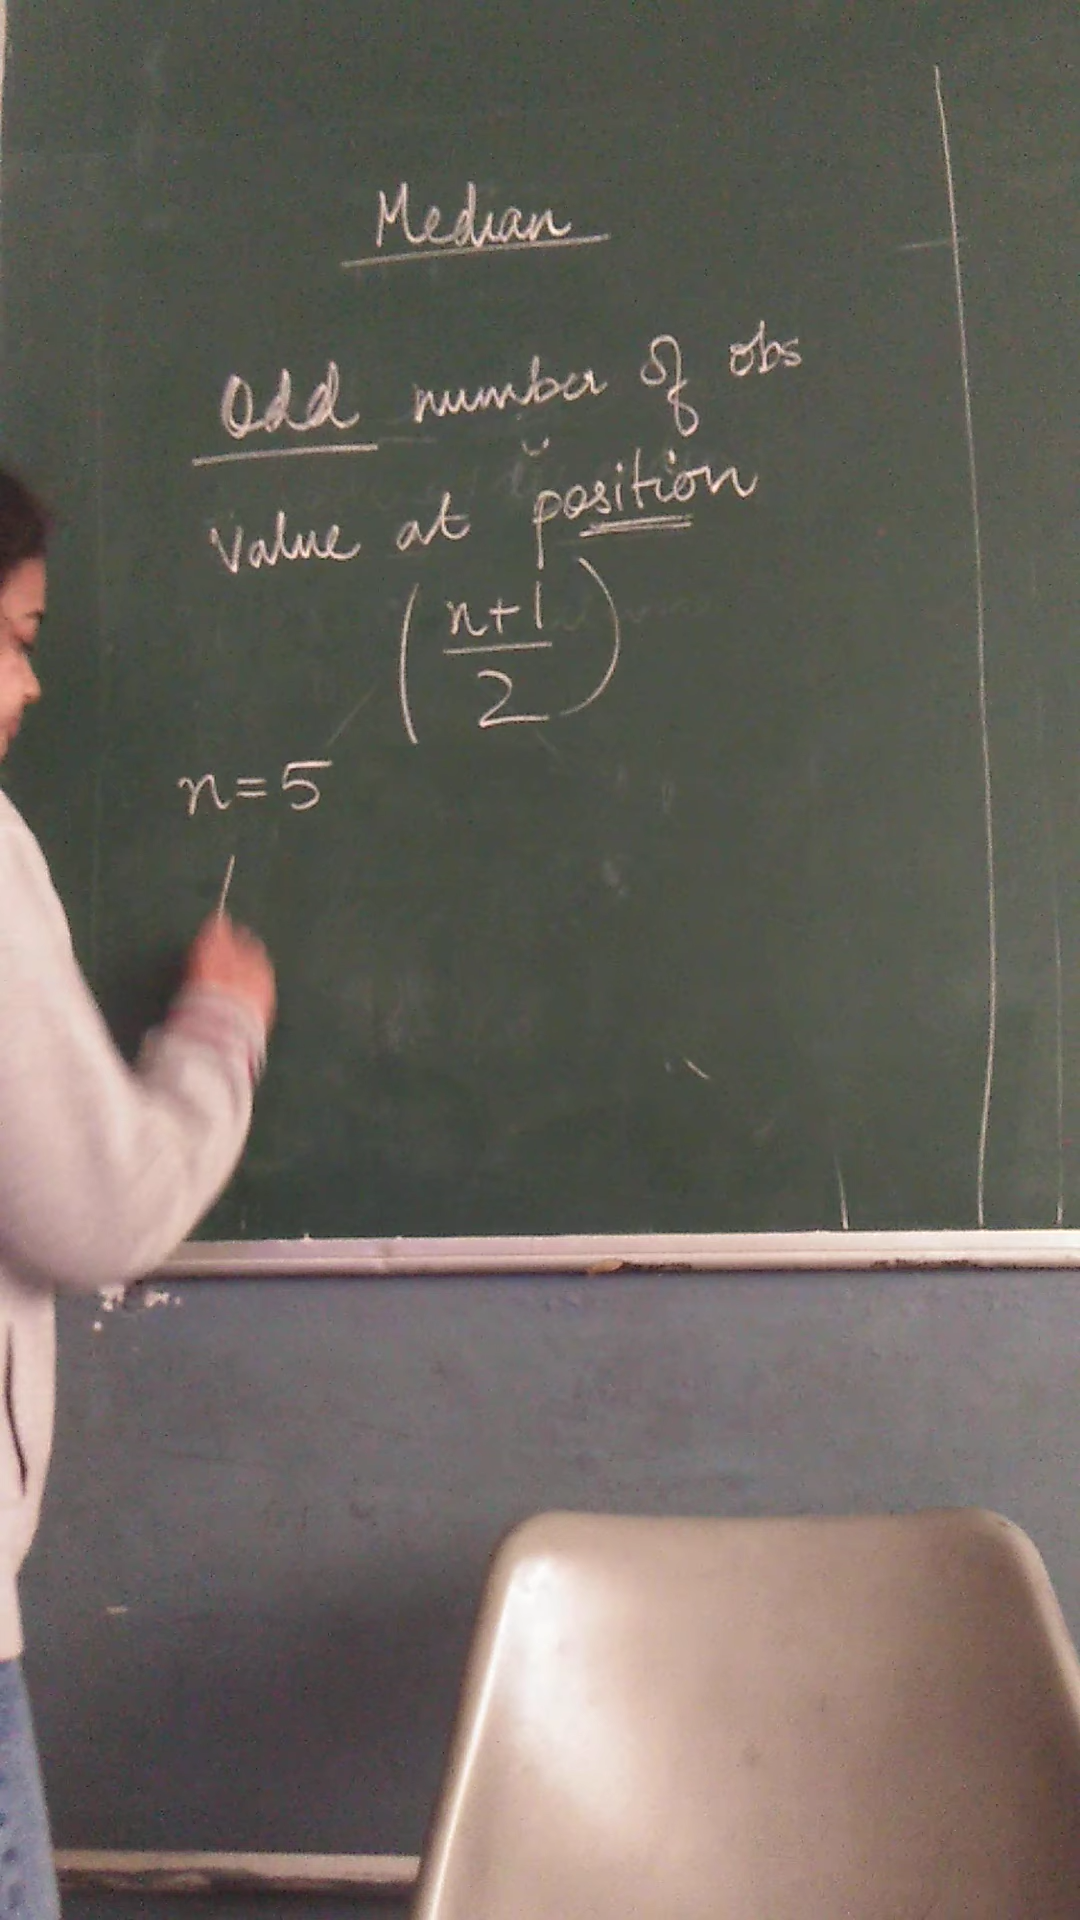 Median
Odd number of obs
Value at position
(n+1/2)
n=5